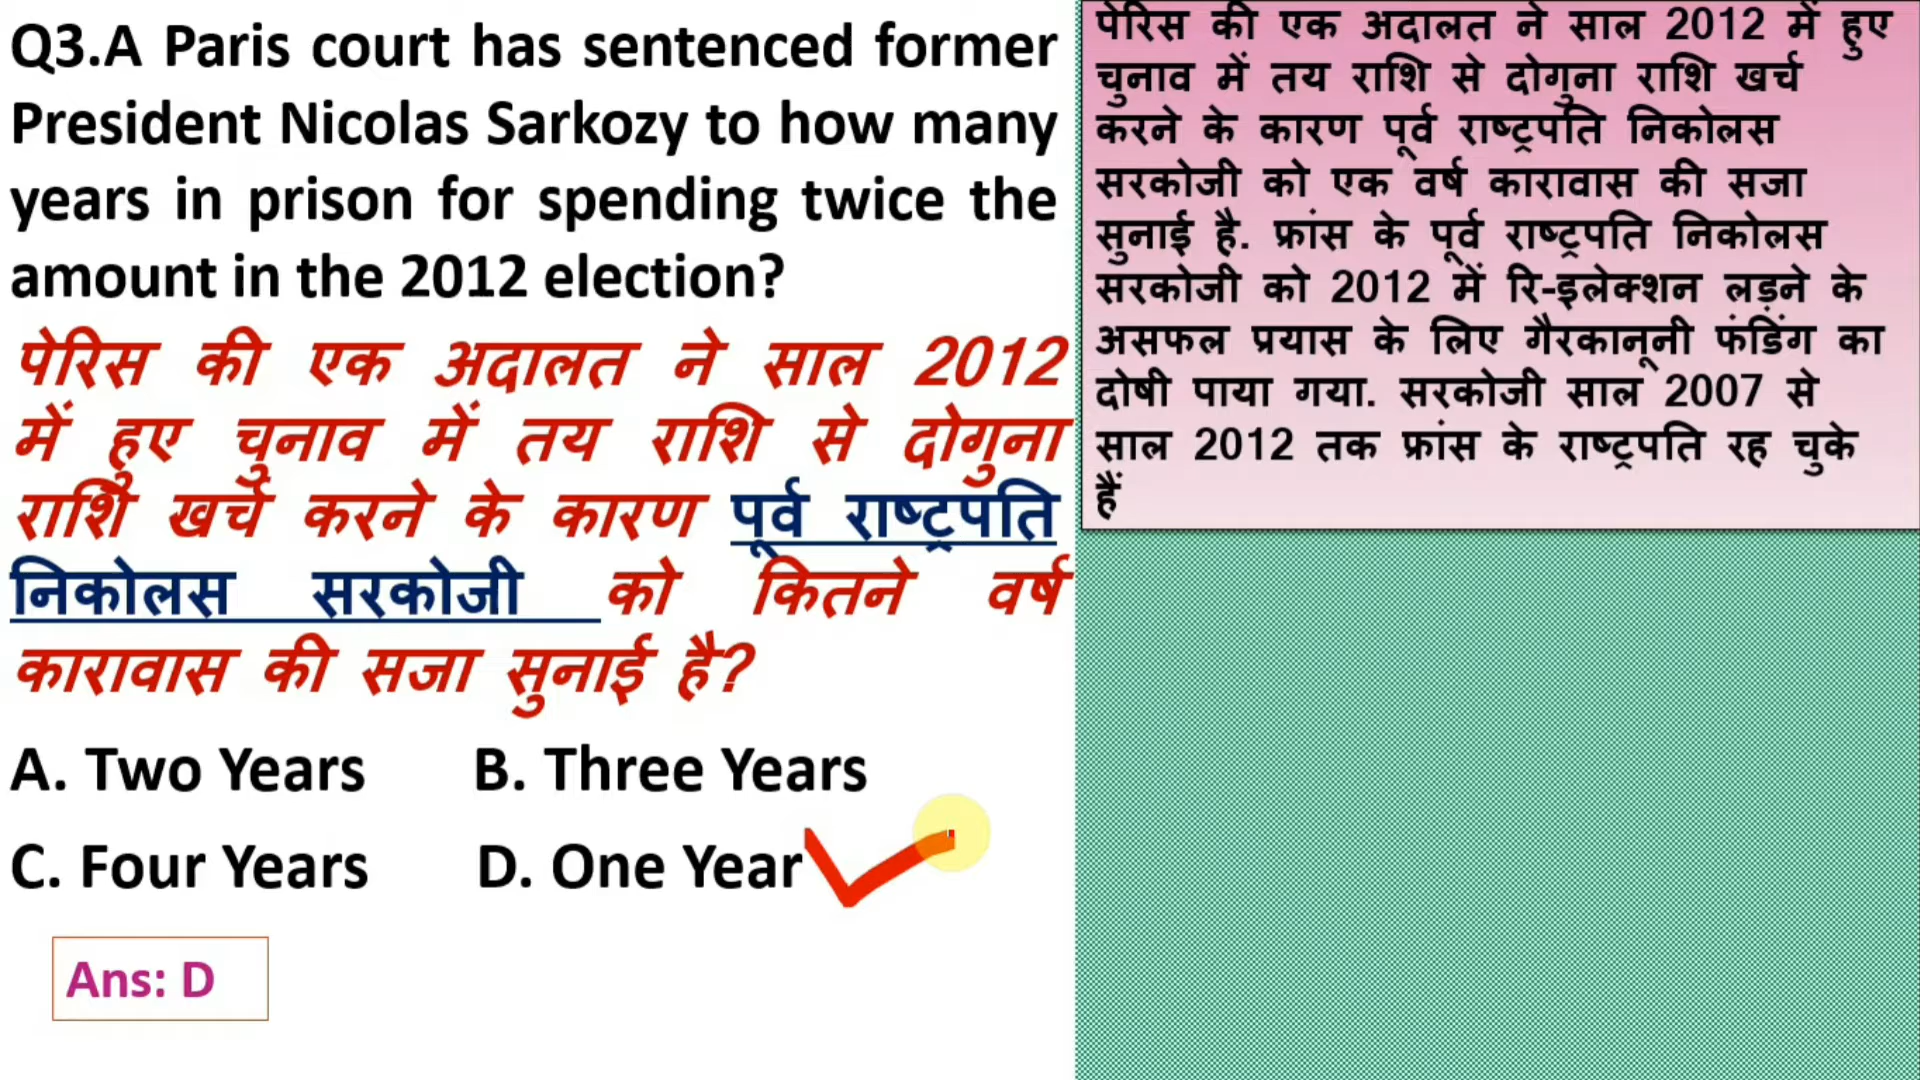 Q3.A Paris court has sentenced former
President Nicolas Sarkozy to how many
years in prison for spending twice the
amount in the 2012 election?
पेरिस की एक अदालत ने साल 2012
में हुए चुनाव में तय राशि से दोगुना
राशि खर्च करने के कारण पूर्व राष्ट्रपति
निकोलस सरकोजी को कितने वर्ष
कारावास की सजा सुनाई है?
A. Two Years B. Three Years
C. Four Years D. One Year
Ans: D
पेरिस की एक अदालत ने साल 2012 में हुए
चुनाव में तय राशि से दोगुना राशि खर्च
करने के कारण पूर्व राष्ट्रपति निकोलस
सरकोजी को एक वर्ष कारावास की सजा
सुनाई है. फ्रांस के पूर्व राष्ट्रपति निकोलस
सरकोजी को 2012 में रि-इलेक्शन लड़ने के
असफल प्रयास के लिए गैरकानूनी फंडिंग का
दोषी पाया गया. सरकोजी साल 2007 से
साल 2012 तक फ्रांस के राष्ट्रपति रह चुके
हैं